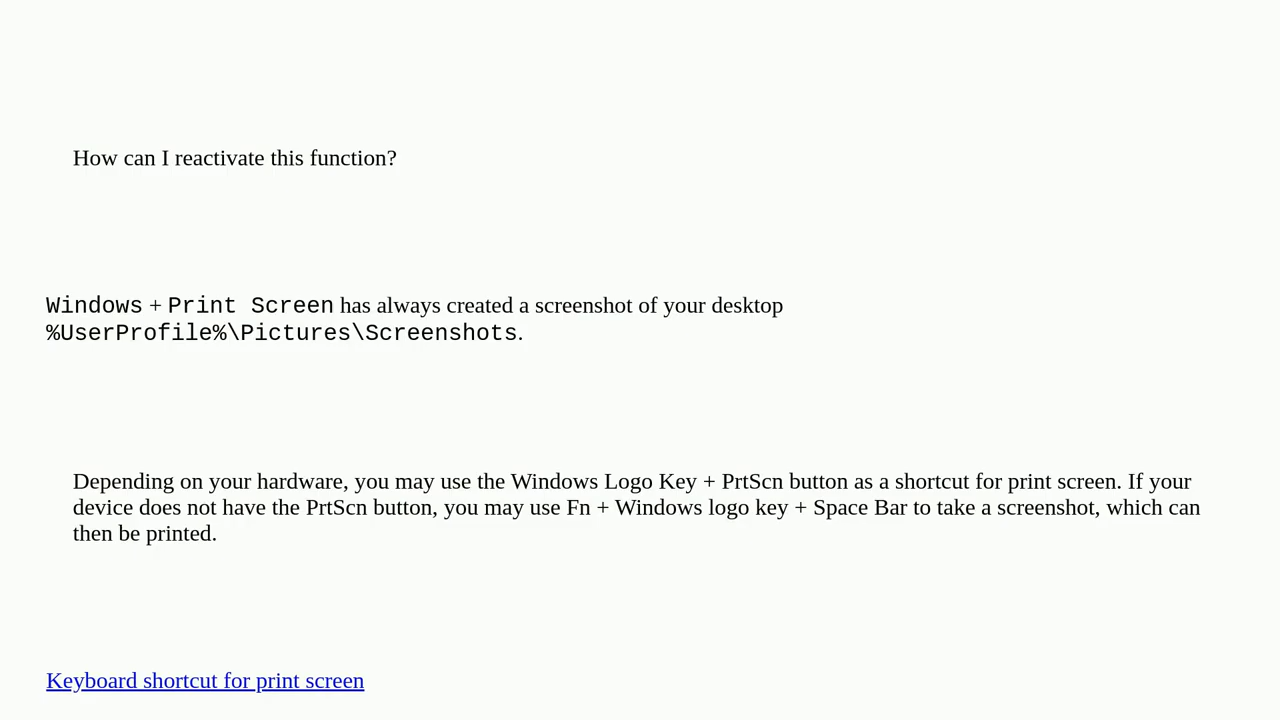 How can I reactivate this function?
Windows + Print Screen has always created a screenshot of your desktop
%UserProfile%\Pictures\Screenshots.
Depending on your hardware, you may use the Windows Logo Key + PrtScn button as a shortcut for print screen. If your
device does not have the PrtScn button, you may use Fn + Windows logo key + Space Bar to take a screenshot, which can
then be printed.
Keyboard shortcut for print screen